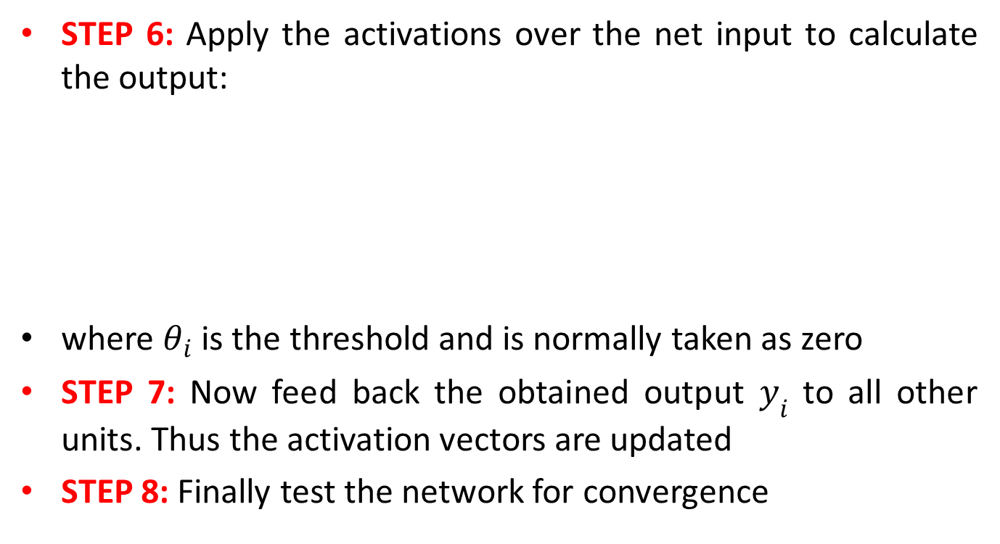 • STEP 6: Apply the activations over the net input to calculate
the output:
• where θᵢ is the threshold and is normally taken as zero
• STEP 7: Now feed back the obtained output yᵢ to all other
units. Thus the activation vectors are updated
• STEP 8: Finally test the network for convergence